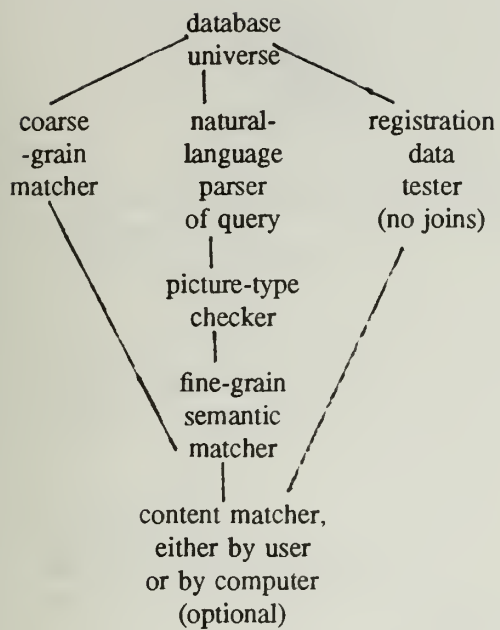 database
universe
coarse
-grain
matcher
natural-
language
parser
of query
registration
data
tester
(no joins)
picture-type
checker
fine-grain
semantic
matcher
content matcher,
either by user
or by computer
(optional)